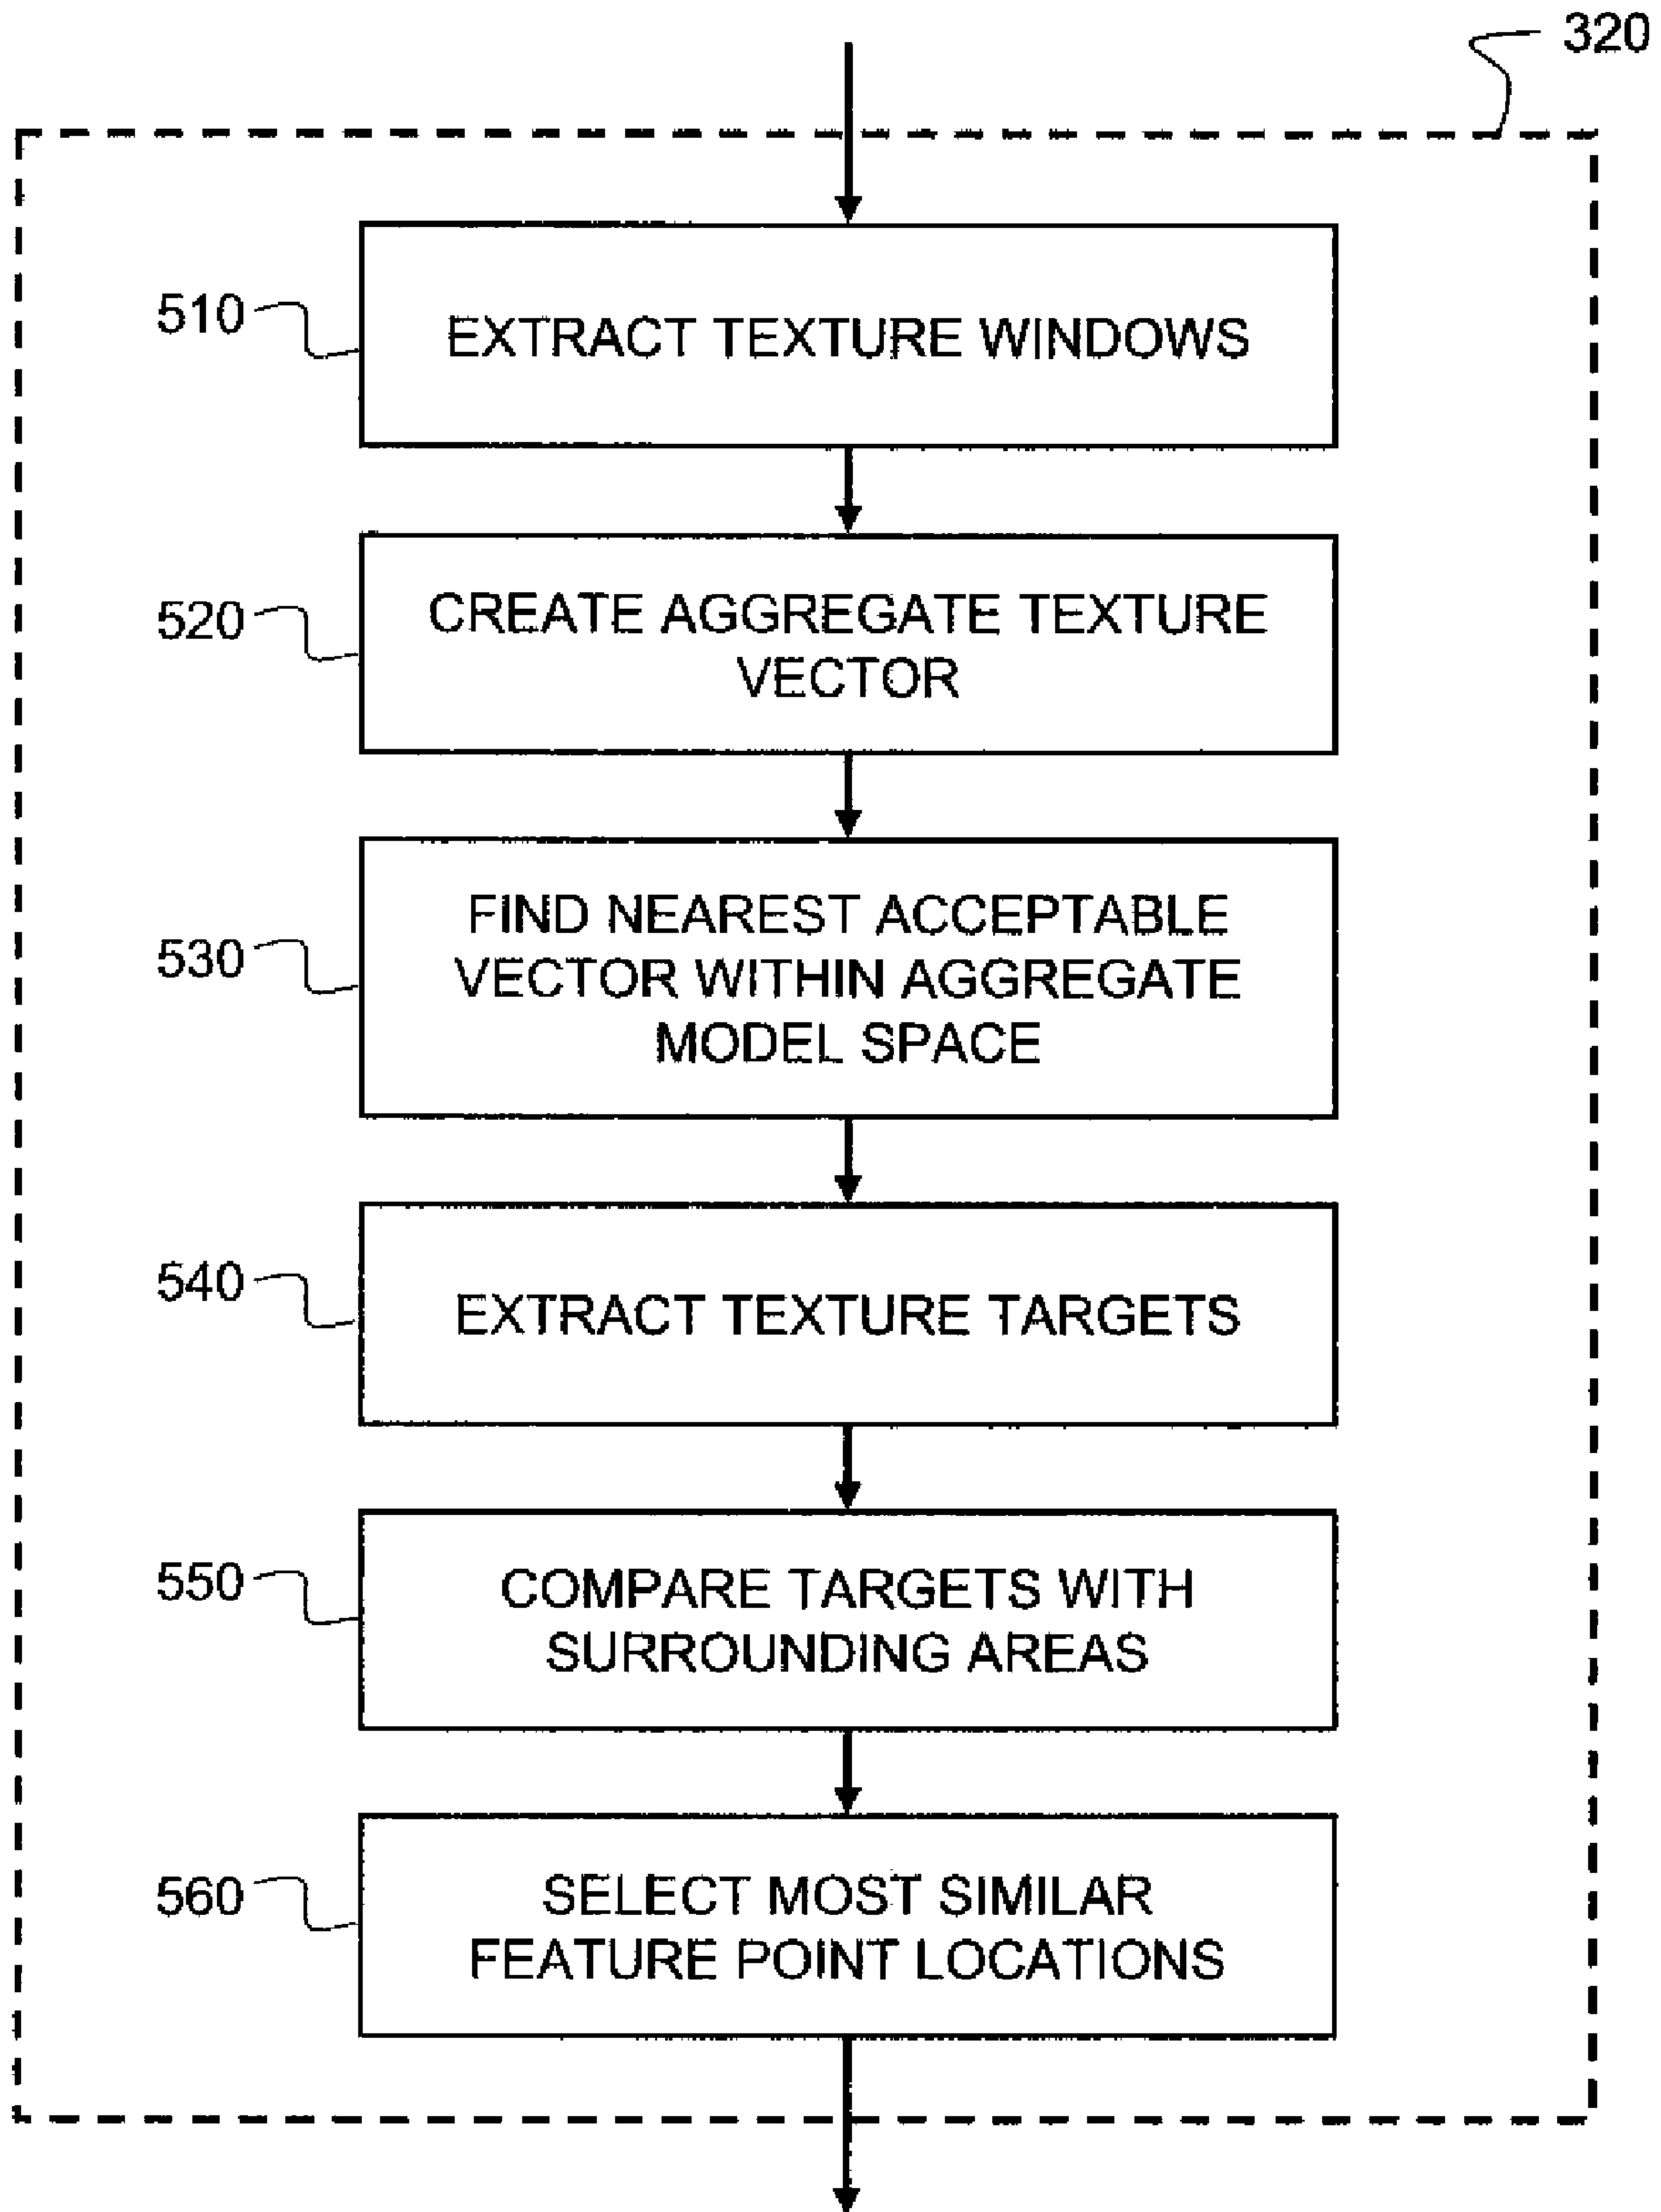 320
510
EXTRACT TEXTURE WINDOWS
520
CREATE AGGREGATE TEXTURE
VECTOR
530
FIND NEAREST ACCEPTABLE
VECTOR WITHIN AGGREGATE
MODEL SPACE
540
EXTRACT TEXTURE TARGETS
550
COMPARE TARGETS WITH
SURROUNDING AREAS
560
SELECT MOST SIMILAR
FEATURE POINT LOCATIONS